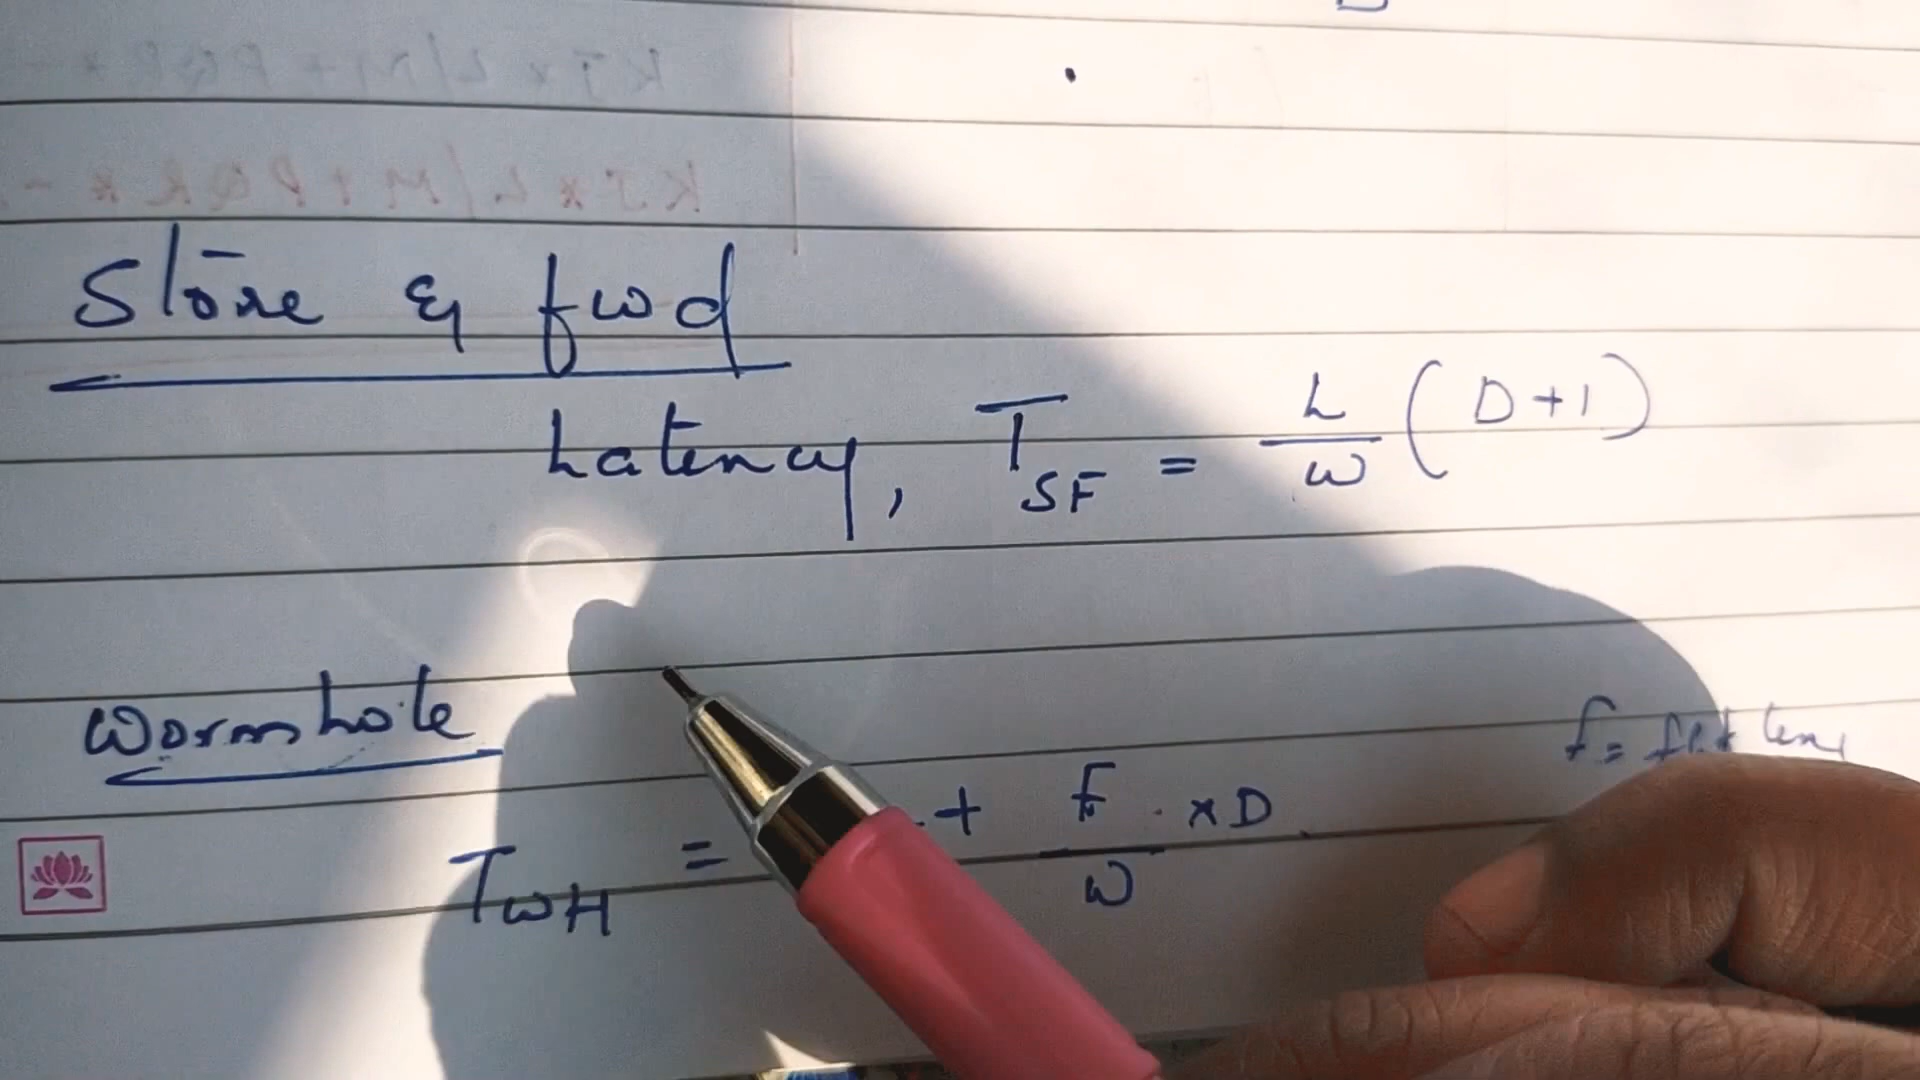 Store & fwd
Latency, T_SF = L/W (D+1)
Wormhole
f = flit len
T_WH = + F/W × D